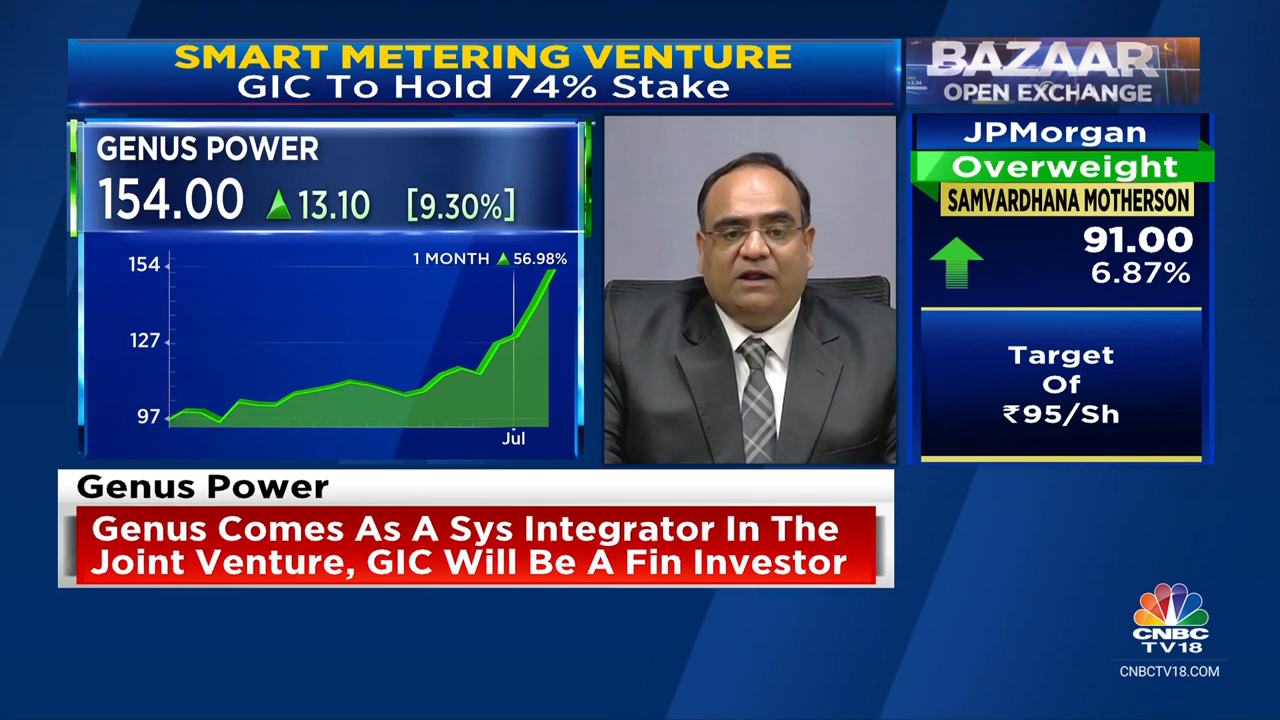 SMART METERING VENTURE
GIC To Hold 74% Stake
BAZAAR
OPEN EXCHANGE
GENUS POWER
154.00 ▲ 13.10 [9.30%]
1 MONTH ▲ 56.98%
154
127
97
Jul
JPMorgan
Overweight
SAMVARDHANA MOTHERSON
91.00
6.87%
Target
Of
₹95/Sh
Genus Power
Genus Comes As A Sys Integrator In The
Joint Venture, GIC Will Be A Fin Investor
CNBC
TV18
CNBCTV18.COM